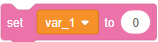 set var_1 to 0